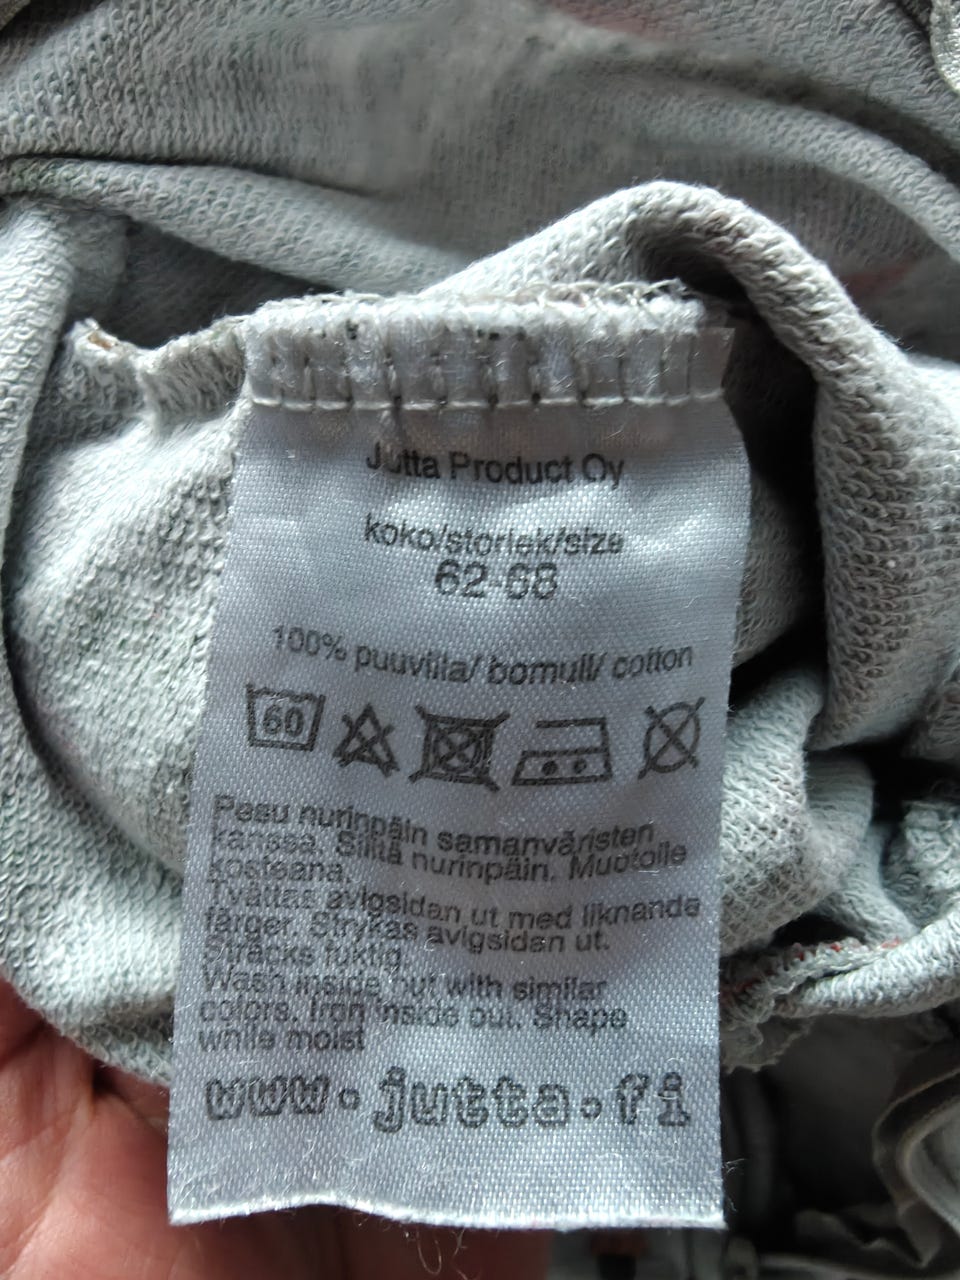 Jutta Product Oy
koko/storlek/size
62-68
100% puuvilla/ bomull/ cotton
60
Pesu nurinpäin samanväristen
kanssa. Silitä nurinpäin. Muotoile
kosteana.
Tvättas avigsidan ut med liknande
färger. Strykas avigsidan ut.
Sträcks fuktig.
Wash inside out with similar
colors. Iron inside out. Shape
while moist
www.jutta.fi